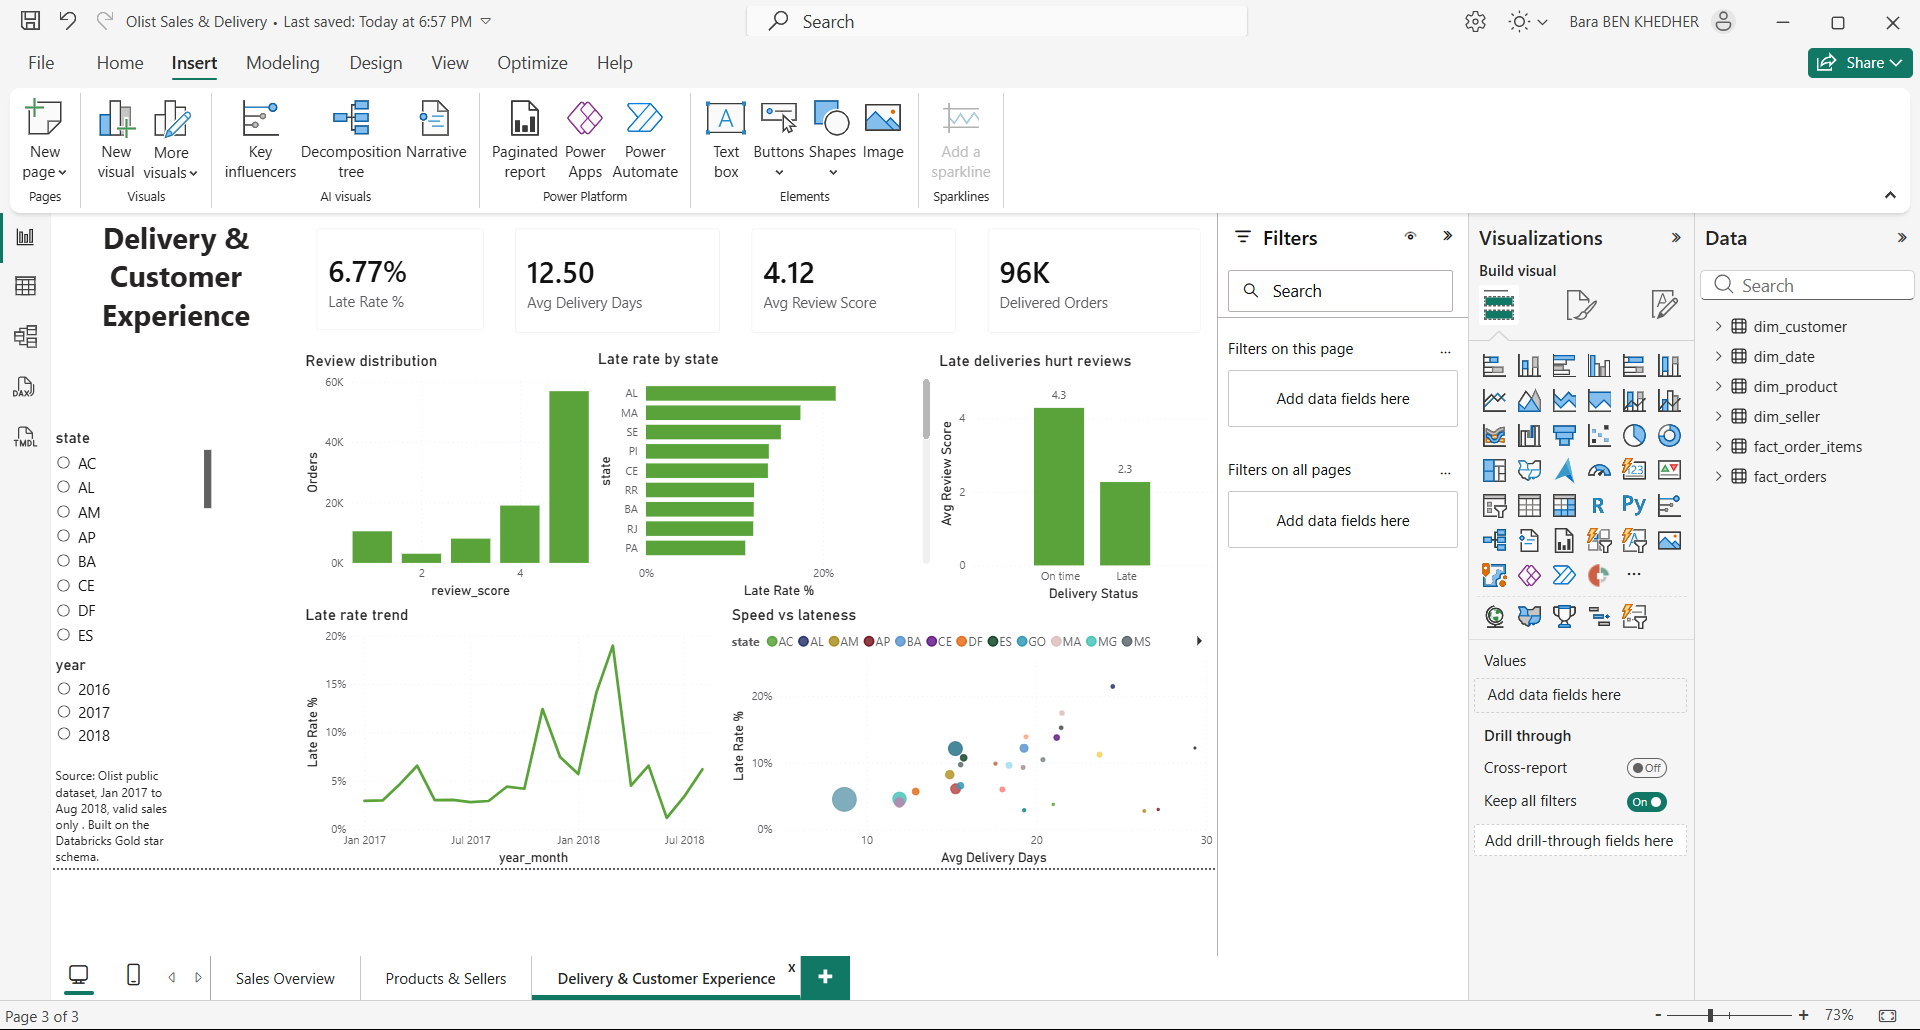 Olist Sales & Delivery • Last saved: Today at 6:57 PM
Search
Bara BEN KHEDHER
File
Home
Insert
Modeling
Design
View
Optimize
Help
Share
New
page
Pages
New
visual
More
visuals
Visuals
Key
influencers
Decomposition
tree
Narrative
AI visuals
Paginated
report
Power
Apps
Power
Automate
Power Platform
Text
box
Buttons
Shapes
Image
Elements
Add a
sparkline
Sparklines
DAX
TMDL
Delivery &
Customer
Experience
6.77%
Late Rate %
12.50
Avg Delivery Days
4.12
Avg Review Score
96K
Delivered Orders
state
AC
AL
AM
AP
BA
CE
DF
ES
year
2016
2017
2018
Source: Olist public
dataset, Jan 2017 to
Aug 2018, valid sales
only . Built on the
Databricks Gold star
schema.
Review distribution
Orders
60K
40K
20K
0K
2
4
review_score
Late rate by state
state
AL
MA
SE
PI
CE
RR
BA
RJ
PA
0%
20%
Late Rate %
Late deliveries hurt reviews
Avg Review Score
4
2
0
4.3
2.3
On time
Late
Delivery Status
Late rate trend
Late Rate %
20%
15%
10%
5%
0%
Jan 2017
Jul 2017
Jan 2018
Jul 2018
year_month
Speed vs lateness
state AC AL AM AP BA CE DF ES GO MA MG MS
Late Rate %
20%
10%
0%
10
20
30
Avg Delivery Days
Filters
Search
Filters on this page
...
Add data fields here
Filters on all pages
...
Add data fields here
Visualizations
Build visual
123
R
Py
...
Values
Add data fields here
Drill through
Cross-report
Off
Keep all filters
On
Add drill-through fields here
Data
Search
dim_customer
dim_date
dim_product
dim_seller
fact_order_items
fact_orders
Sales Overview
Products & Sellers
Delivery & Customer Experience
x
+
Page 3 of 3
- + 73%